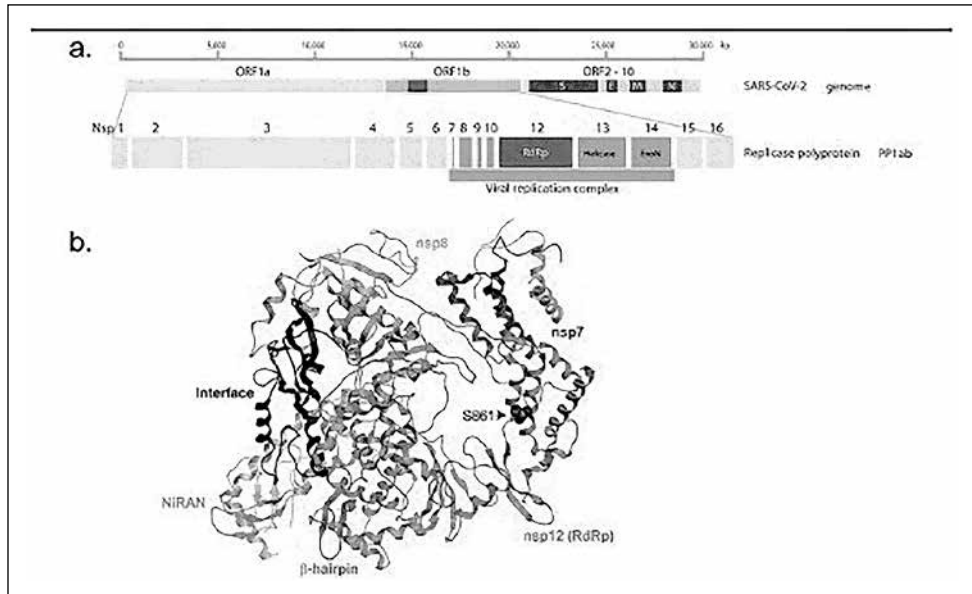 a.
0 5,000 10,000 15,000 20,000 25,000 30,000
ORF1a ORF1b ORF2 - 10
S E M N SARS-CoV-2 genome
Nsp 1 2 3 4 5 6 7 8 9 10 12 13 14 15 16
RdRp Helicase ExoN Replicase polyprotein PP1ab
Viral replication complex
b.
nsp8
nsp7
Interface
S861
NiRAN
nsp12 (RdRp)
β-hairpin